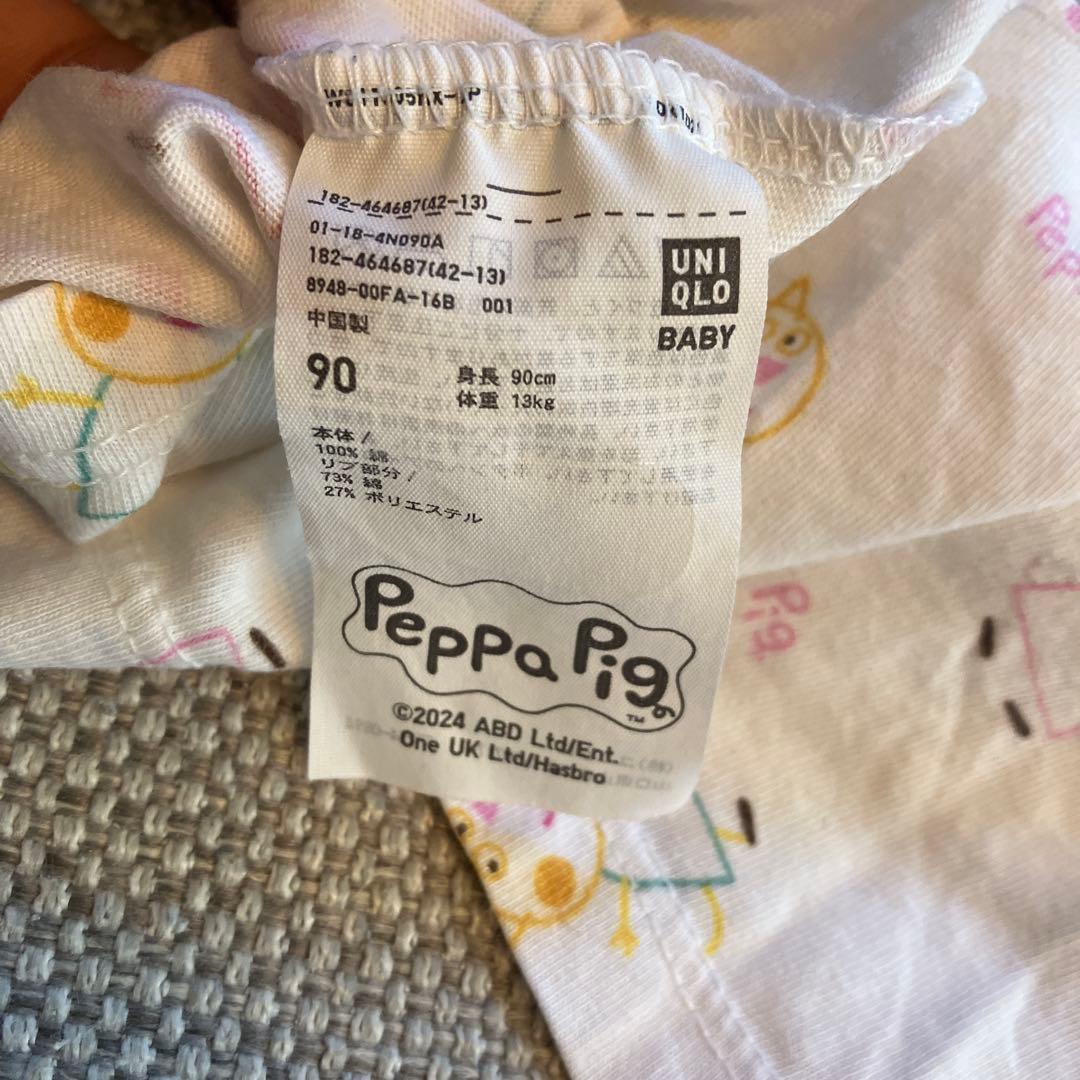 182-464687(42-13)
01-18-4N090A
182-464687(42-13)
8948-00FA-16B 001
中国製
UNI
QLO
BABY
90
身長 90cm
体重 13kg
本体/
100% 綿
リブ部分/
73% 綿
27% ポリエステル
Peppa Pig
TM
©2024 ABD Ltd/Ent.
One UK Ltd/Hasbro
Pig